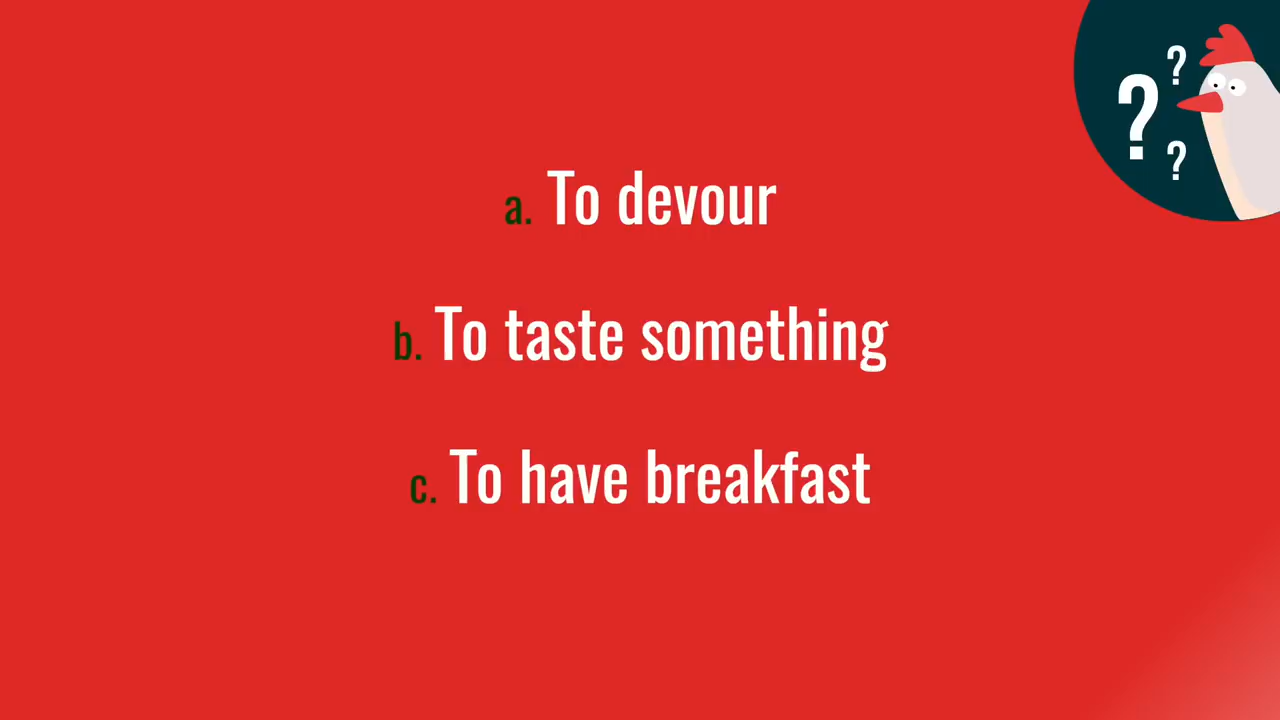 ?
?
?
a. To devour
b. To taste something
c. To have breakfast